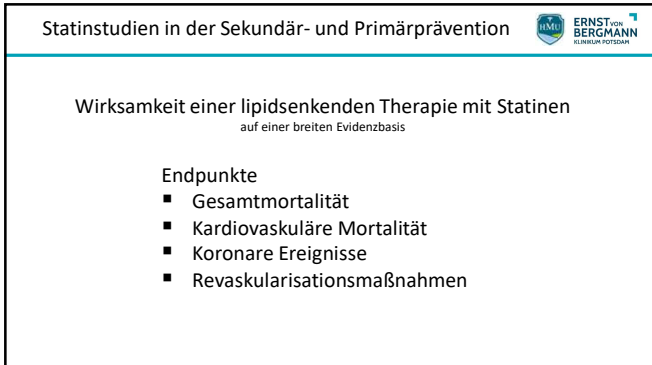 Statinstudien in der Sekundär- und Primärprävention
HMU
ERNST VON
BERGMANN
KLINIKUM POTSDAM
Wirksamkeit einer lipidsenkenden Therapie mit Statinen
auf einer breiten Evidenzbasis
Endpunkte
▪ Gesamtmortalität
▪ Kardiovaskuläre Mortalität
▪ Koronare Ereignisse
▪ Revaskularisationsmaßnahmen